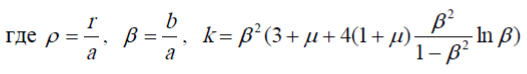 где ρ = r/a, β = b/a, k = β²(3 + μ + 4(1 + μ) β²/(1 − β²) ln β)